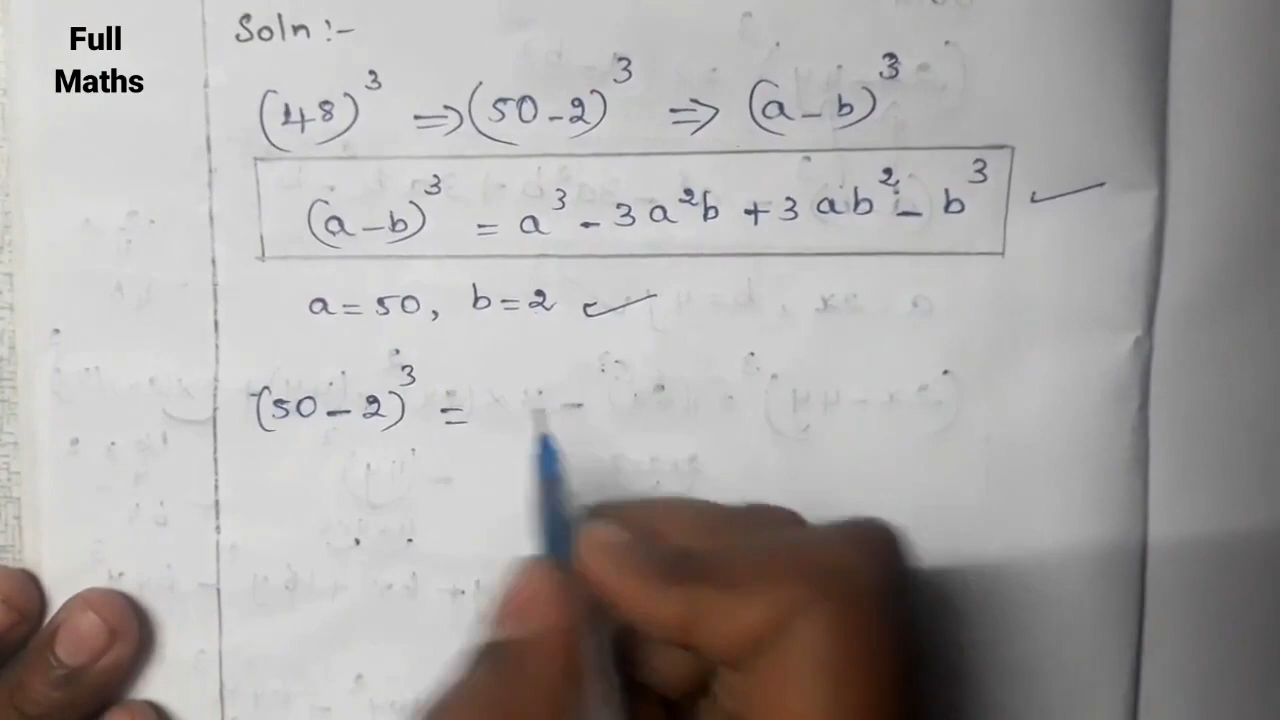 Full
Maths
Soln :-
(48)³ ⇒ (50-2)³ ⇒ (a-b)³
(a-b)³ = a³ - 3a²b + 3ab² - b³
a=50, b=2
(50-2)³ =